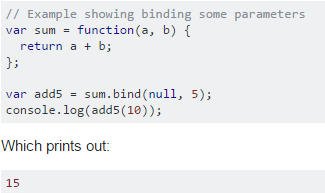 // Example showing binding some parameters
var sum = function(a, b) {
  return a + b;
};

var add5 = sum.bind(null, 5);
console.log(add5(10));
Which prints out:
15